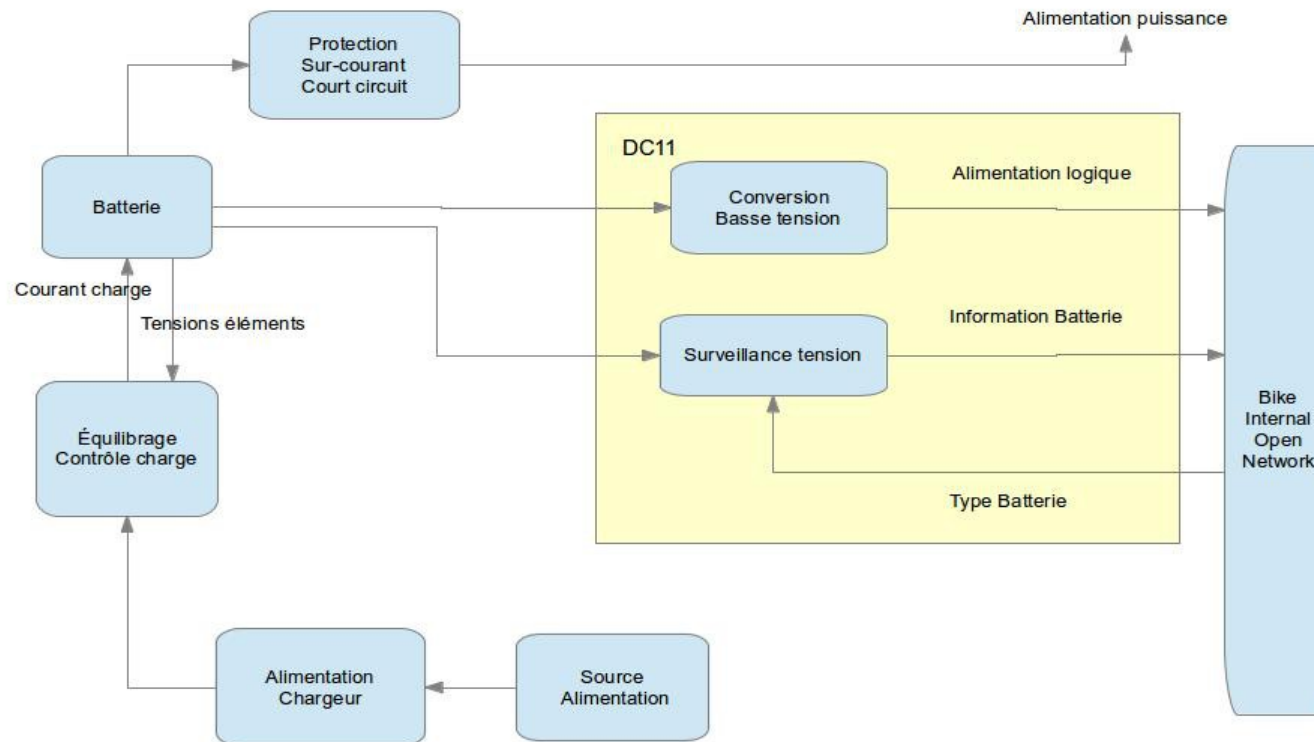 Alimentation puissance
Protection
Sur-courant
Court circuit
DC11
Batterie
Conversion
Basse tension
Alimentation logique
Courant charge
Tensions éléments
Surveillance tension
Information Batterie
Équilibrage
Contrôle charge
Bike
Internal
Open
Network
Type Batterie
Alimentation
Chargeur
Source
Alimentation